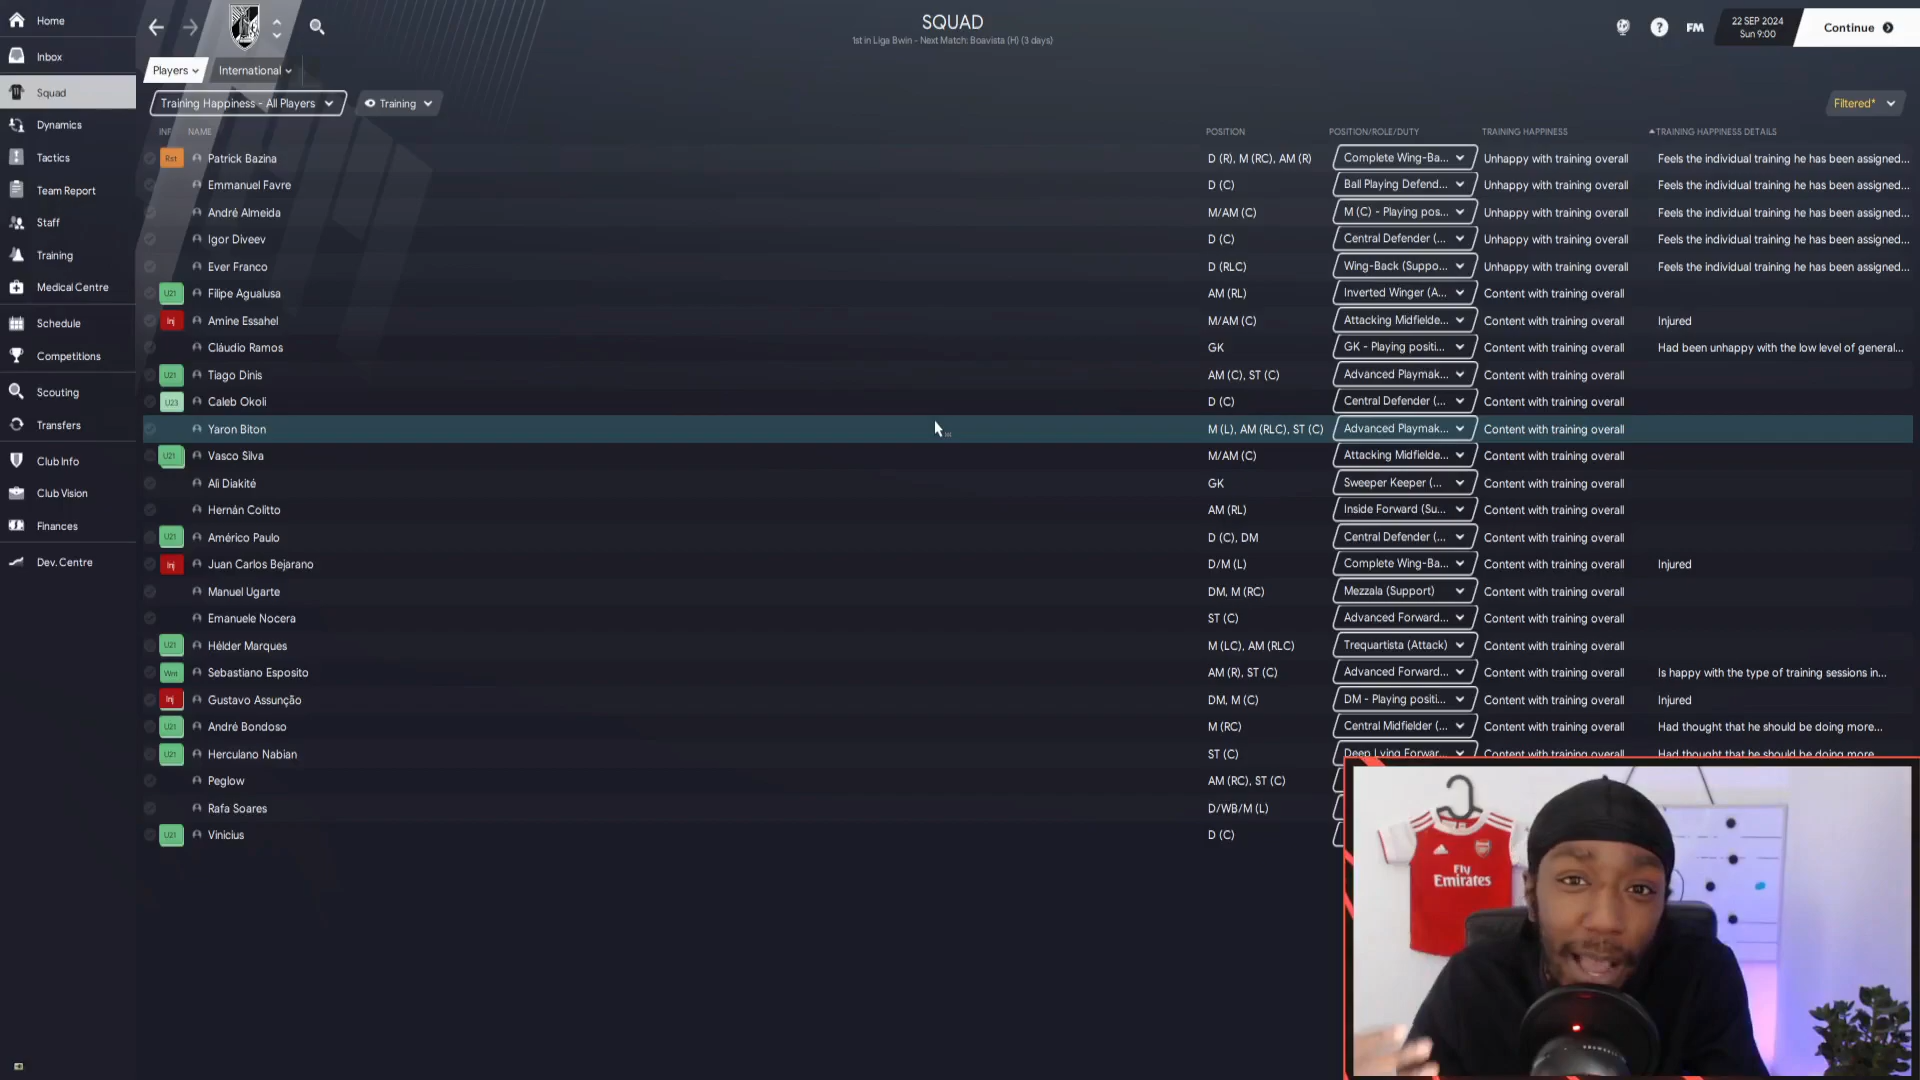 Home
Inbox
Squad
Dynamics
Tactics
Team Report
Staff
Training
Medical Centre
Schedule
Competitions
Scouting
Transfers
Club Info
Club Vision
Finances
Dev. Centre
SQUAD
1st in Liga Bwin - Next Match: Boavista (H) (3 days)
FM
22 SEP 2024
Sun 9:00
Continue
Players
International
Training Happiness - All Players
Training
Filtered*
INF NAME POSITION POSITION/ROLE/DUTY TRAINING HAPPINESS TRAINING HAPPINESS DETAILS
Rst Patrick Bazina D (R), M (RC), AM (R) Complete Wing-Ba... Unhappy with training overall Feels the individual training he has been assigned...
Emmanuel Favre D (C) Ball Playing Defend... Unhappy with training overall Feels the individual training he has been assigned...
André Almeida M/AM (C) M (C) - Playing pos... Unhappy with training overall Feels the individual training he has been assigned...
Igor Diveev D (C) Central Defender (... Unhappy with training overall Feels the individual training he has been assigned...
Ever Franco D (RLC) Wing-Back (Suppo... Unhappy with training overall Feels the individual training he has been assigned...
U21 Filipe Agualusa AM (RL) Inverted Winger (A... Content with training overall
Inj Amine Essahel M/AM (C) Attacking Midfielde... Content with training overall Injured
Cláudio Ramos GK GK - Playing positi... Content with training overall Had been unhappy with the low level of general...
U21 Tiago Dinis AM (C), ST (C) Advanced Playmak... Content with training overall
U23 Caleb Okoli D (C) Central Defender (... Content with training overall
Yaron Biton M (L), AM (RLC), ST (C) Advanced Playmak... Content with training overall
U21 Vasco Silva M/AM (C) Attacking Midfielde... Content with training overall
Ali Diakité GK Sweeper Keeper (... Content with training overall
Hernán Colitto AM (RL) Inside Forward (Su... Content with training overall
U21 Américo Paulo D (C), DM Central Defender (... Content with training overall
Inj Juan Carlos Bejarano D/M (L) Complete Wing-Ba... Content with training overall Injured
Manuel Ugarte DM, M (RC) Mezzala (Support) Content with training overall
Emanuele Nocera ST (C) Advanced Forward... Content with training overall
U21 Hélder Marques M (LC), AM (RLC) Trequartista (Attack) Content with training overall
Wnt Sebastiano Esposito AM (R), ST (C) Advanced Forward... Content with training overall Is happy with the type of training sessions in...
Inj Gustavo Assunção DM, M (C) DM - Playing positi... Content with training overall Injured
U21 André Bondoso M (RC) Central Midfielder (... Content with training overall Had thought that he should be doing more...
U21 Herculano Nabian ST (C) Deep Lying Forwar... Content with training overall Had thought that he should be doing more...
Peglow AM (RC), ST (C)
Rafa Soares D/WB/M (L)
U21 Vinícius D (C)
Fly
Emirates